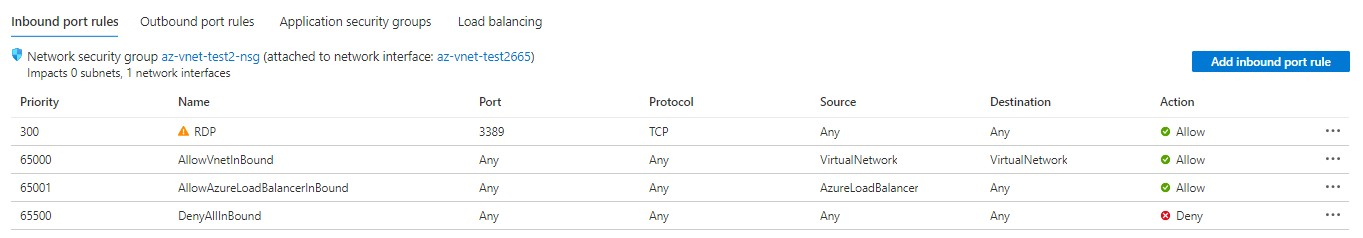 Inbound port rules Outbound port rules Application security groups Load balancing
Network security group az-vnet-test2-nsg (attached to network interface: az-vnet-test2665)
Impacts 0 subnets, 1 network interfaces
Add inbound port rule
Priority Name Port Protocol Source Destination Action
300 RDP 3389 TCP Any Any Allow ...
65000 AllowVnetInBound Any Any VirtualNetwork VirtualNetwork Allow ...
65001 AllowAzureLoadBalancerInBound Any Any AzureLoadBalancer Any Allow ...
65500 DenyAllInBound Any Any Any Any Deny ...